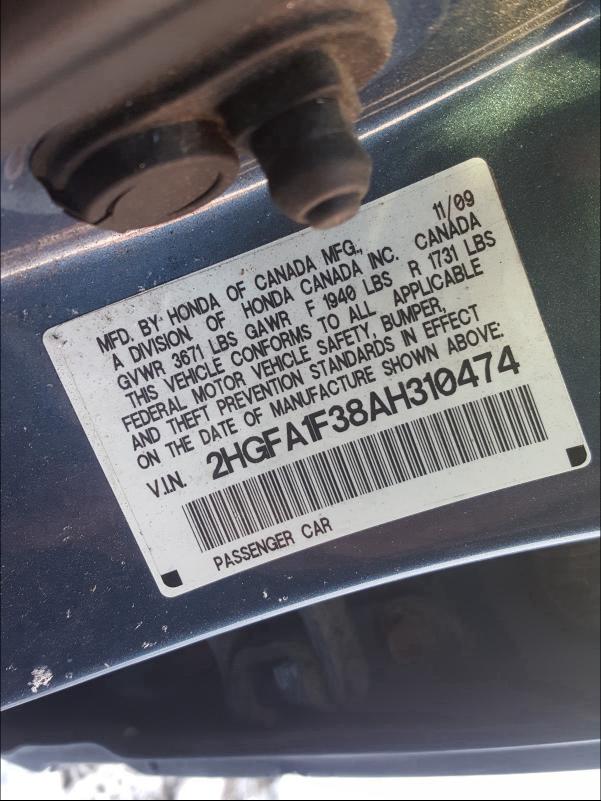 MFD. BY HONDA OF CANADA MFG., 11/09
A DIVISION OF HONDA CANADA INC. CANADA
GVWR 3671 LBS GAWR F 1940 LBS R 1731 LBS
THIS VEHICLE CONFORMS TO ALL APPLICABLE
FEDERAL MOTOR VEHICLE SAFETY, BUMPER,
AND THEFT PREVENTION STANDARDS IN EFFECT
ON THE DATE OF MANUFACTURE SHOWN ABOVE:
V.I.N. 2HGFA1F38AH310474
PASSENGER CAR